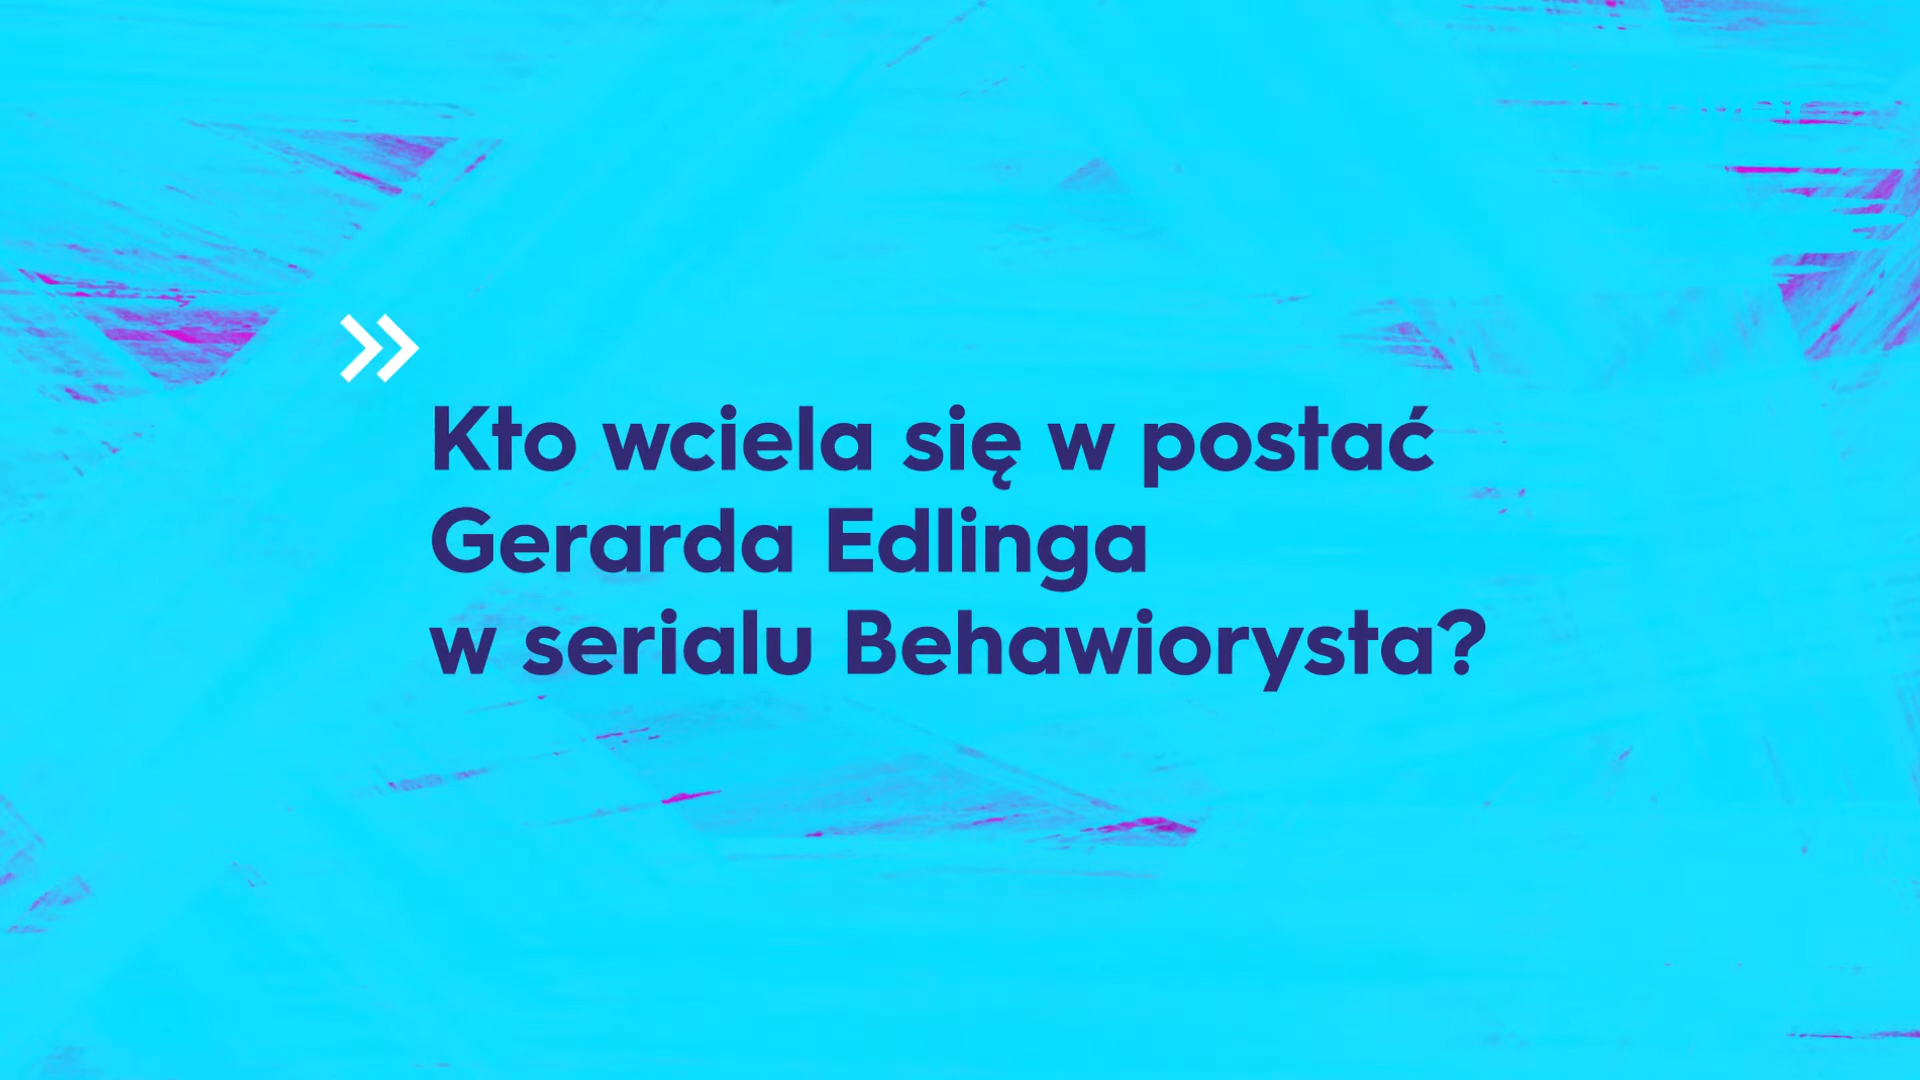 Kto wciela się w postać
Gerarda Edlinga
w serialu Behawiorysta?